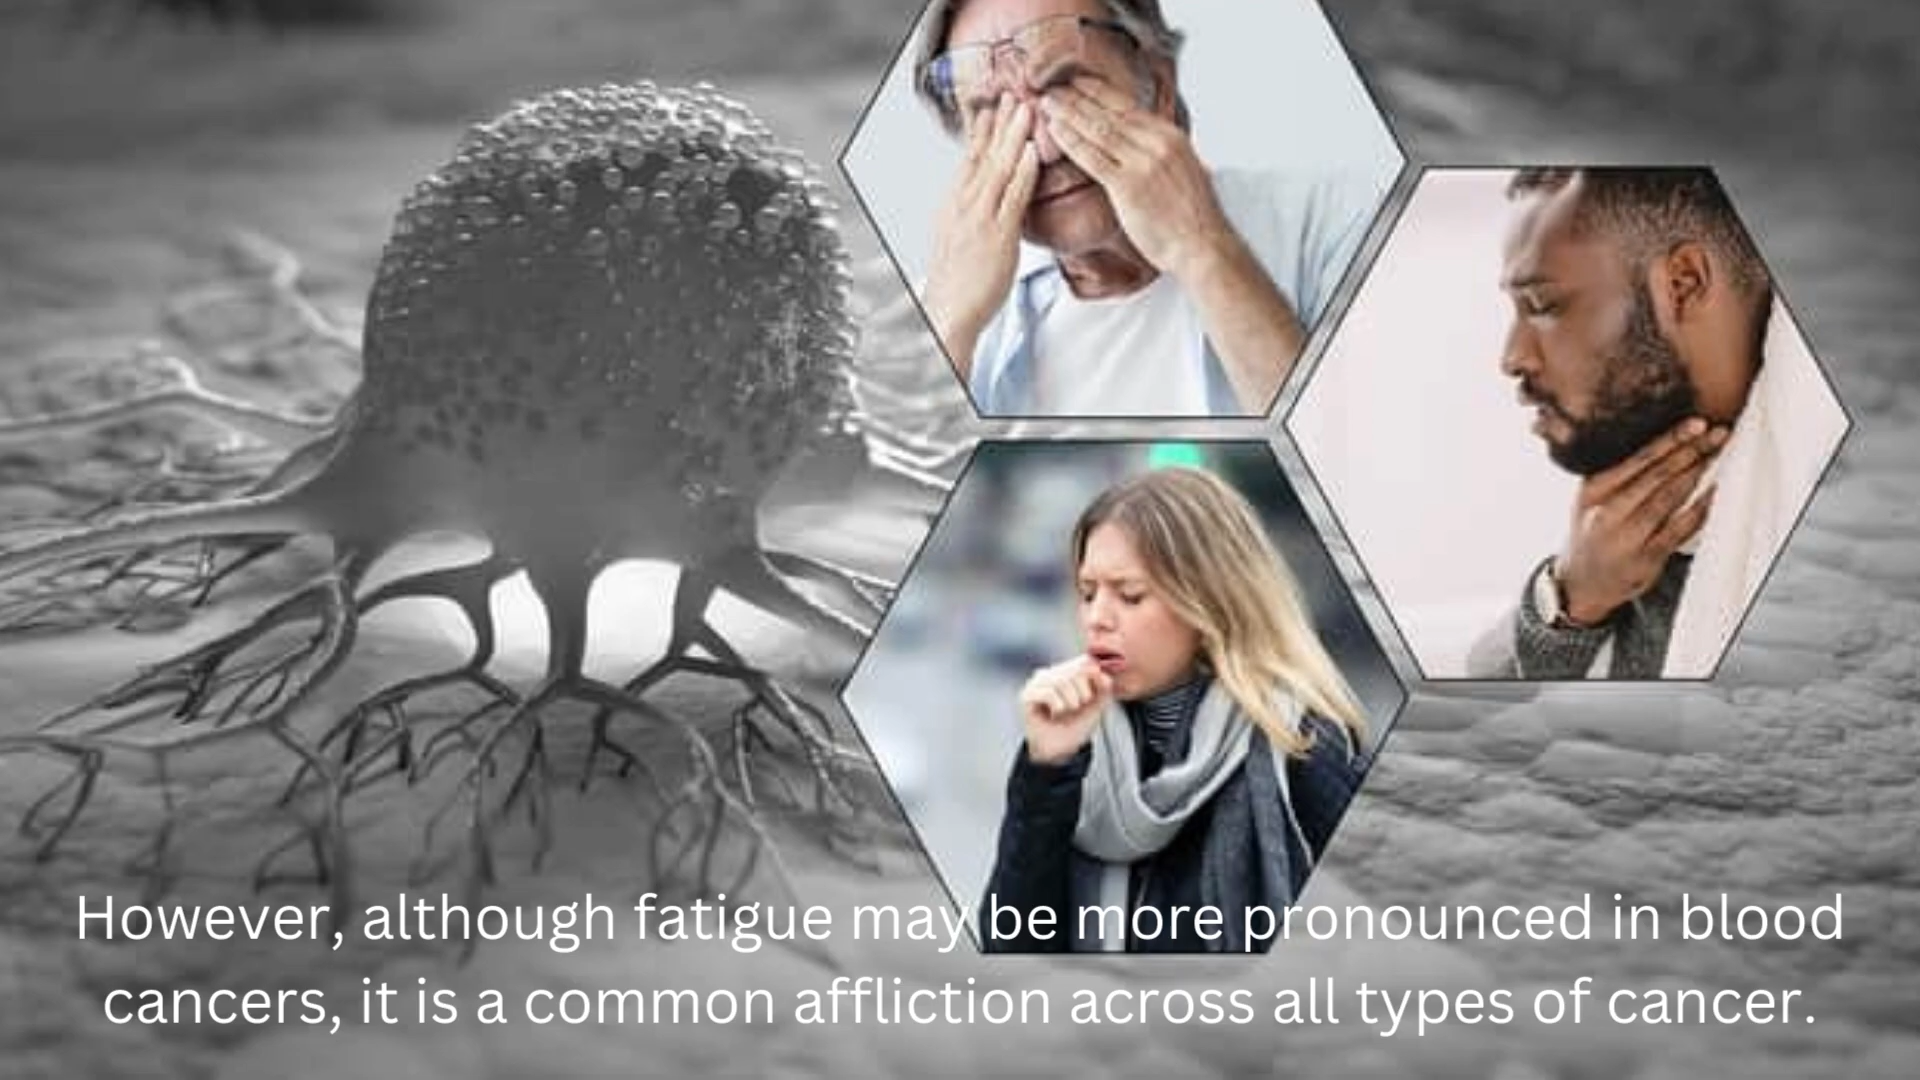 However, although fatigue may be more pronounced in blood
cancers, it is a common affliction across all types of cancer.